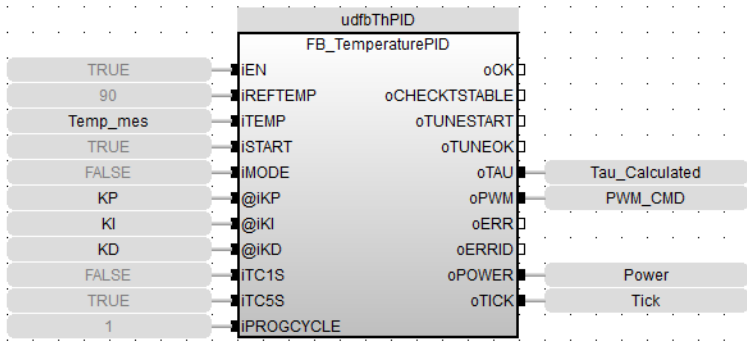 udfbThPID
FB_TemperaturePID
TRUE iEN oOK
90 iREFTEMP oCHECKTSTABLE
Temp_mes iTEMP oTUNESTART
TRUE iSTART oTUNEOK
FALSE iMODE oTAU Tau_Calculated
KP @iKP oPWM PWM_CMD
KI @iKI oERR
KD @iKD oERRID
FALSE iTC1S oPOWER Power
TRUE iTC5S oTICK Tick
1 iPROGCYCLE